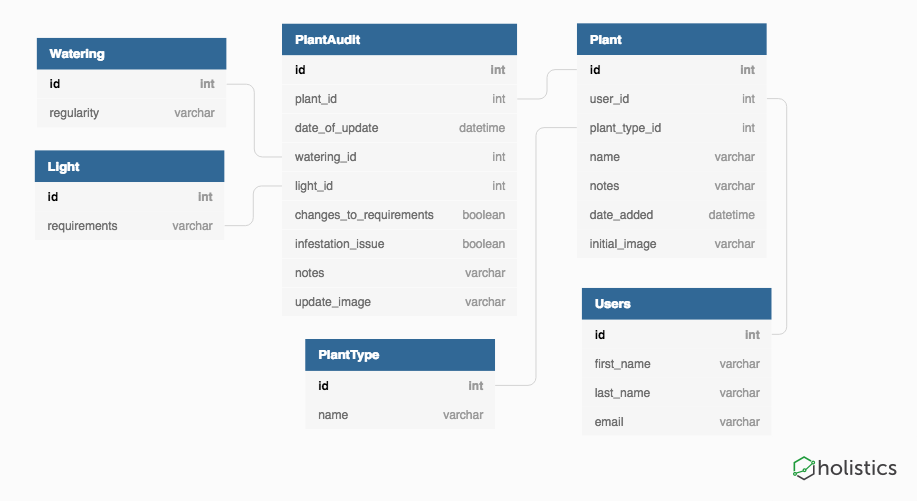 Watering
id int
regularity varchar
Light
id int
requirements varchar
PlantAudit
id int
plant_id int
date_of_update datetime
watering_id int
light_id int
changes_to_requirements boolean
infestation_issue boolean
notes varchar
update_image varchar
PlantType
id int
name varchar
Plant
id int
user_id int
plant_type_id int
name varchar
notes varchar
date_added datetime
initial_image varchar
Users
id int
first_name varchar
last_name varchar
email varchar
holistics